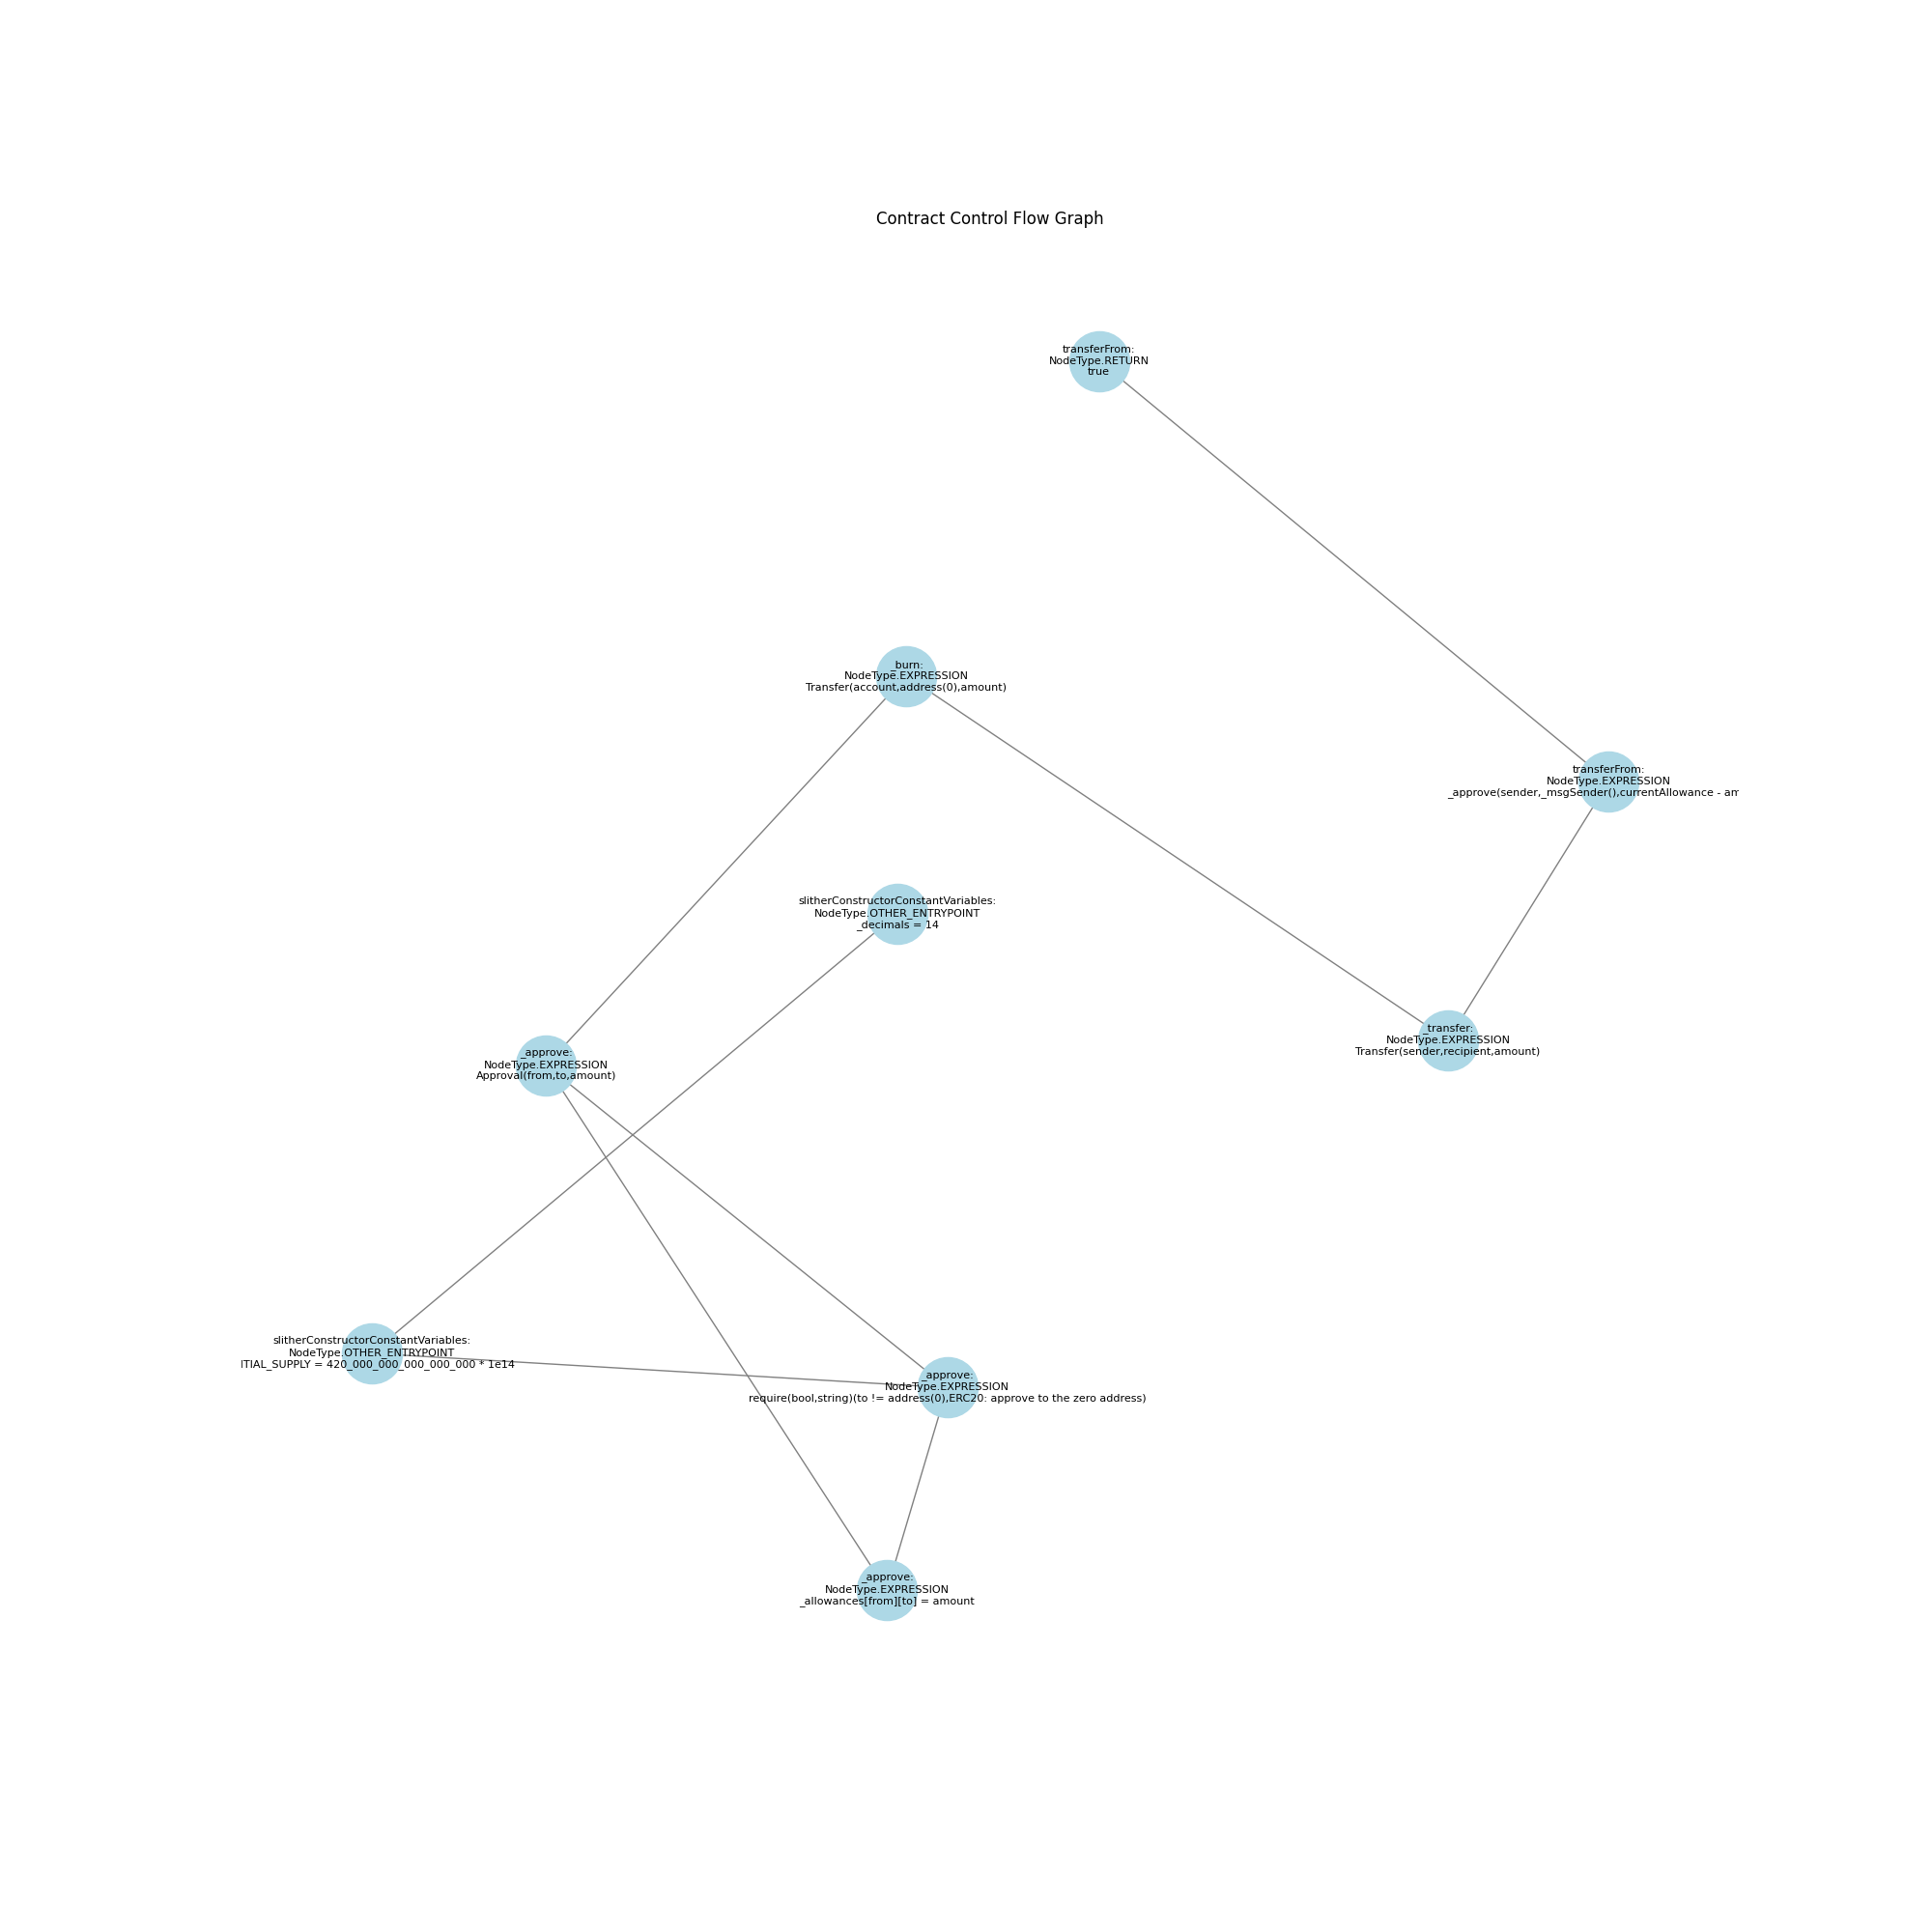 Contract Control Flow Graph
transferFrom:
NodeType.RETURN
true
_burn:
NodeType.EXPRESSION
Transfer(account,address(0),amount)
transferFrom:
NodeType.EXPRESSION
_approve(sender,_msgSender(),currentAllowance - am
slitherConstructorConstantVariables:
NodeType.OTHER_ENTRYPOINT
_decimals = 14
_transfer:
NodeType.EXPRESSION
Transfer(sender,recipient,amount)
_approve:
NodeType.EXPRESSION
Approval(from,to,amount)
slitherConstructorConstantVariables:
NodeType.OTHER_ENTRYPOINT
ITIAL_SUPPLY = 420_000_000_000_000_000 * 1e14
_approve:
NodeType.EXPRESSION
require(bool,string)(to != address(0),ERC20: approve to the zero address)
_approve:
NodeType.EXPRESSION
_allowances[from][to] = amount